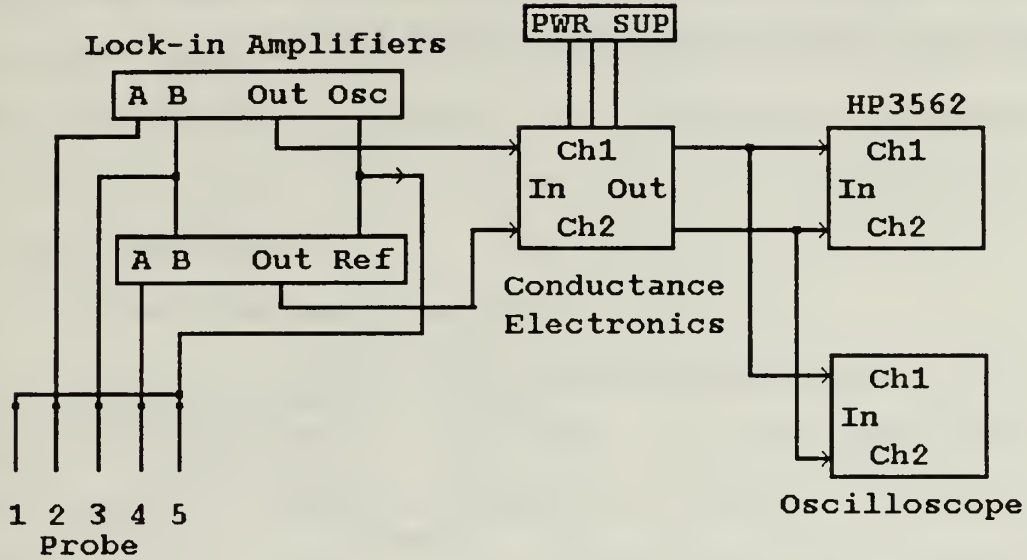 PWR SUP
Lock-in Amplifiers
A B Out Osc
HP3562
Ch1
In Out
Ch2
Ch1
In
Ch2
A B Out Ref
Conductance
Electronics
Ch1
In
Ch2
Oscilloscope
1 2 3 4 5
Probe